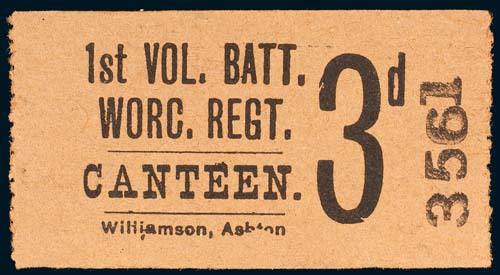 1st VOL. BATT.
WORC. REGT.
CANTEEN.
Williamson, Ashton
3d
3561